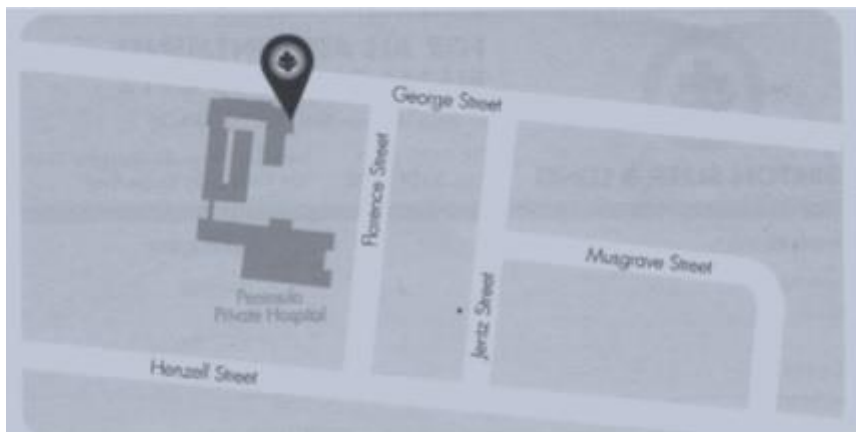 George Street
Florence Street
Musgrave Street
Jentz Street
Peninsula
Private Hospital
Henzell Street